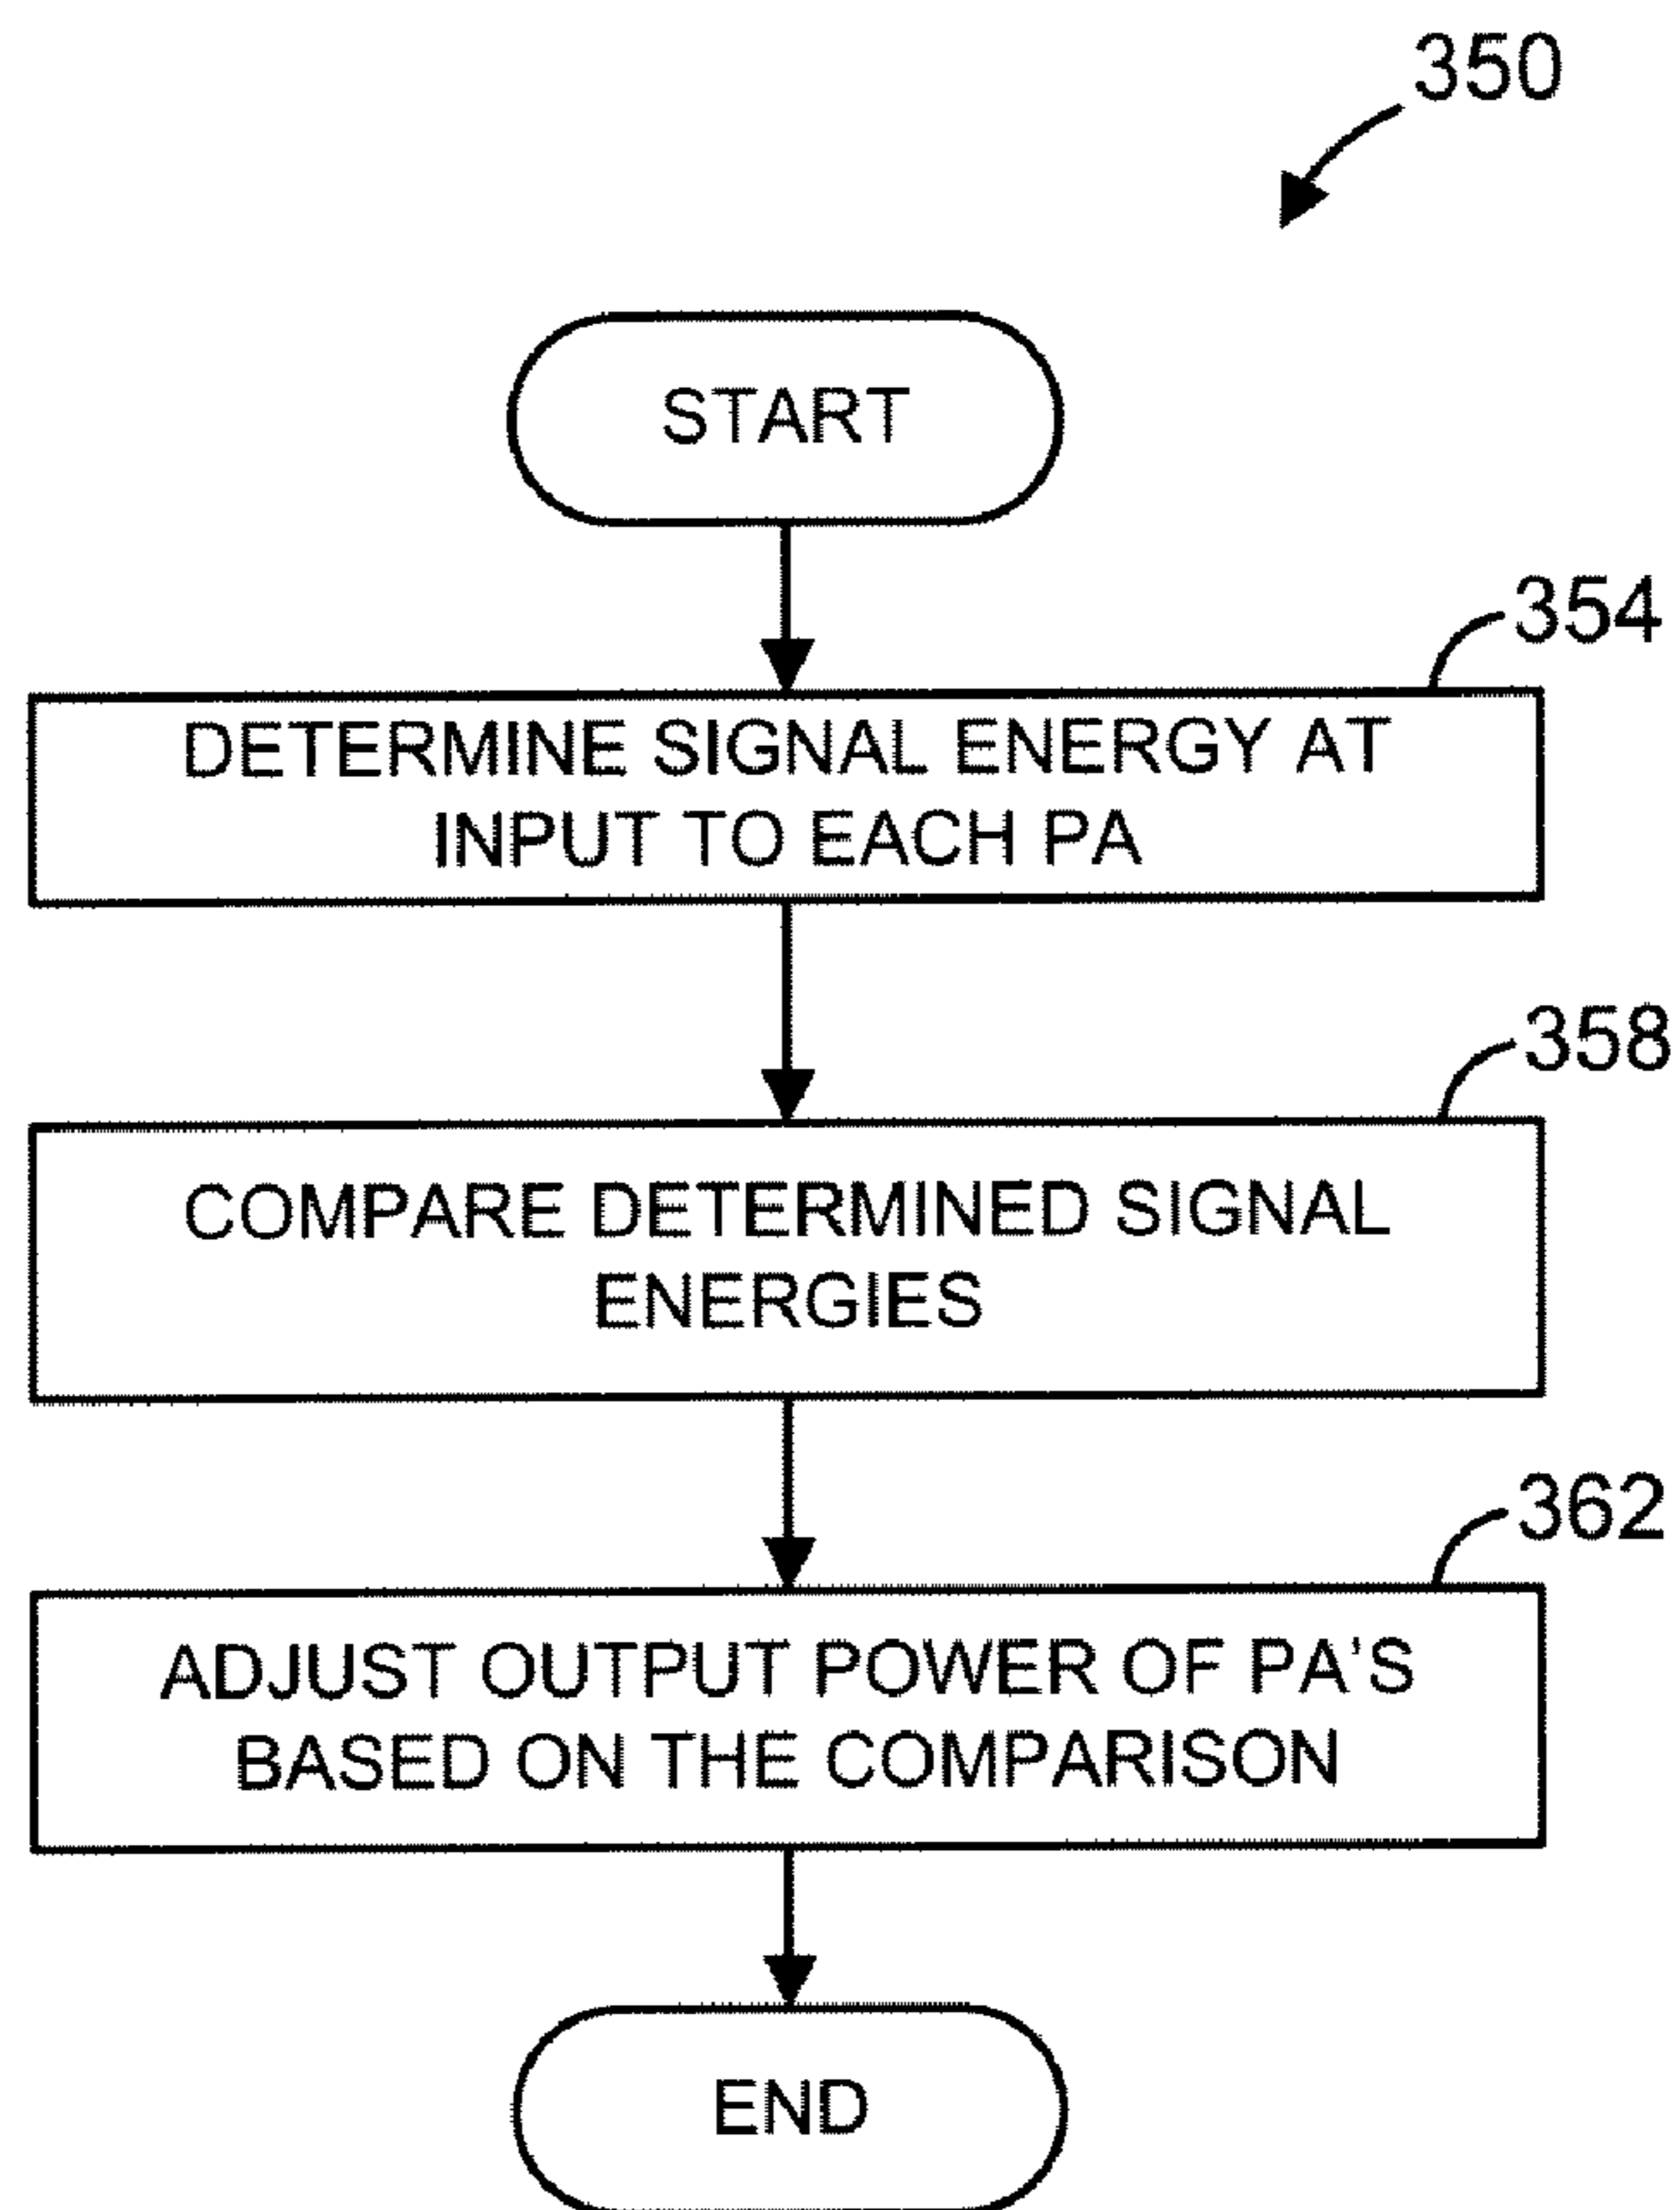 350
START
354
DETERMINE SIGNAL ENERGY AT
INPUT TO EACH PA
358
COMPARE DETERMINED SIGNAL
ENERGIES
362
ADJUST OUTPUT POWER OF PA'S
BASED ON THE COMPARISON
END